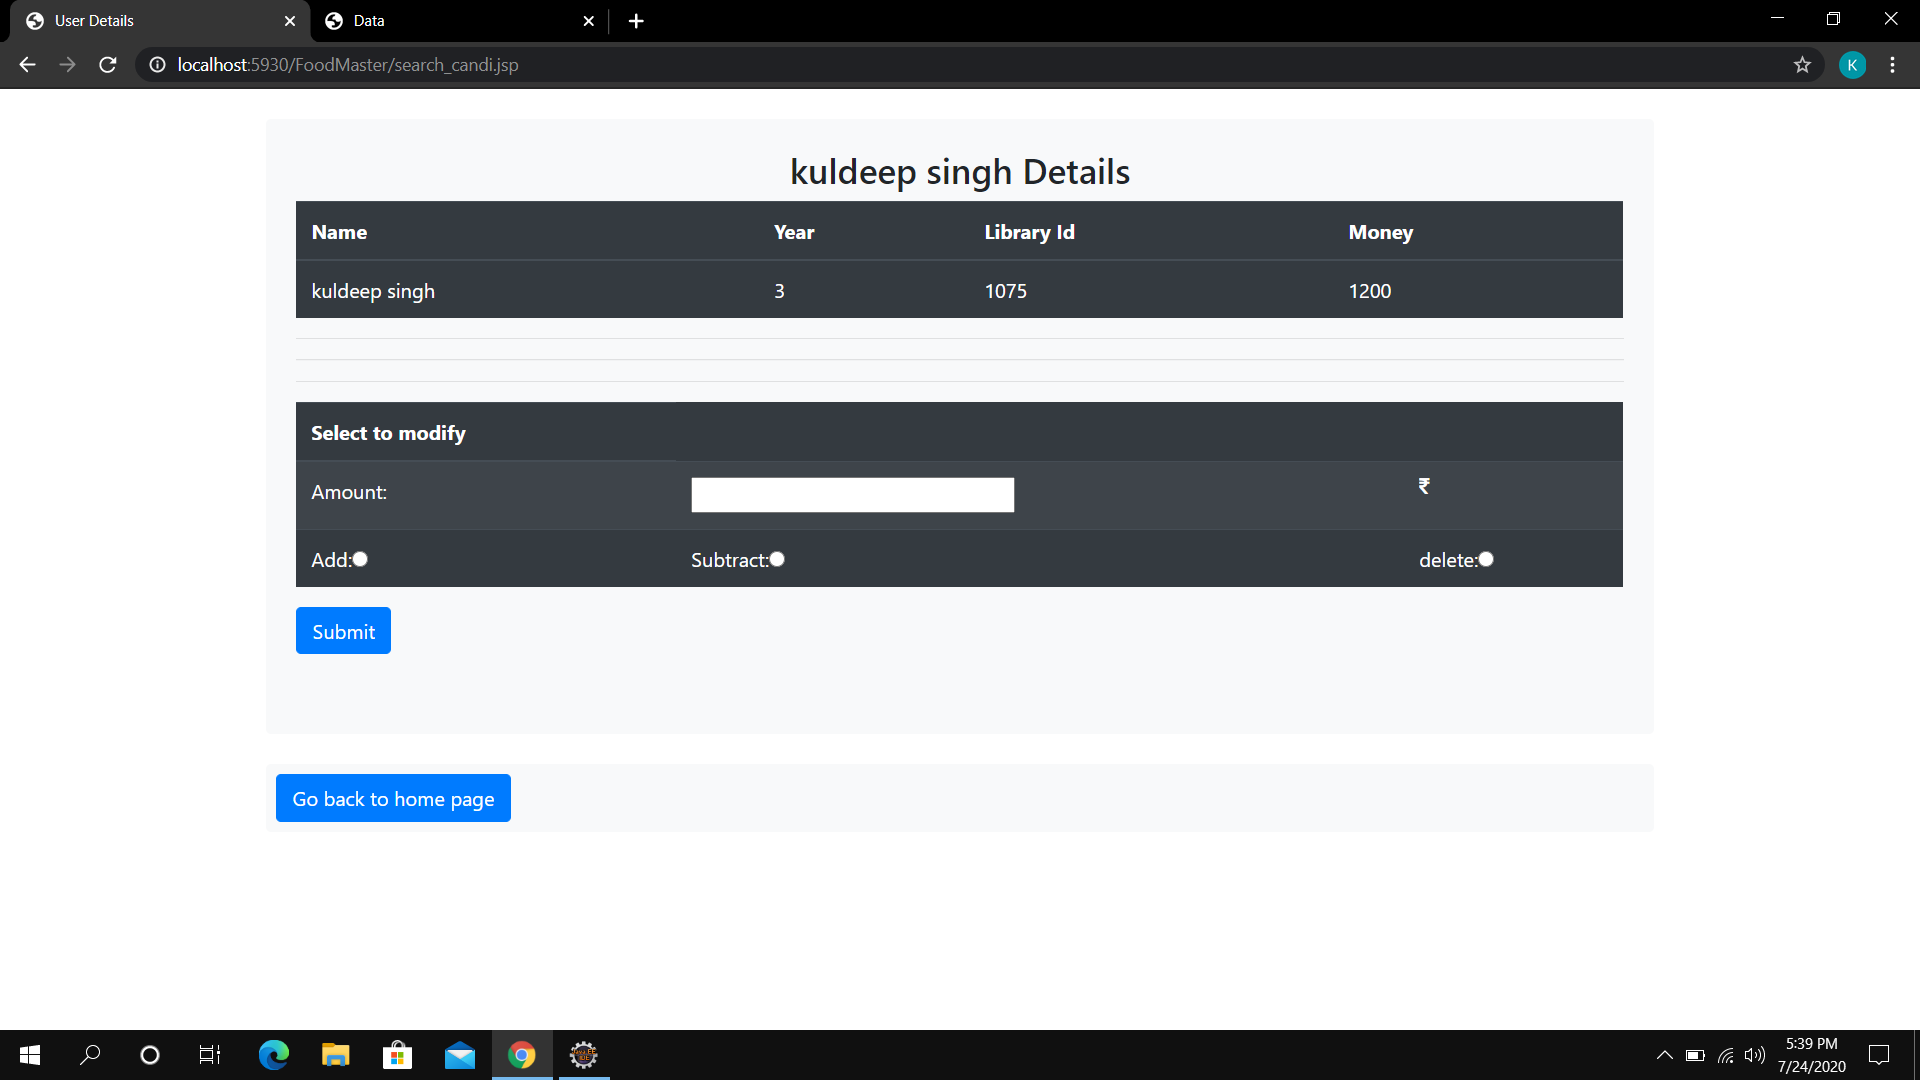 User Details
Data
localhost:5930/FoodMaster/search_candi.jsp
K
kuldeep singh Details
Name Year Library Id Money
kuldeep singh 3 1075 1200
Select to modify
Amount: ₹
Add: Subtract: delete:
Submit
Go back to home page
5:39 PM
7/24/2020